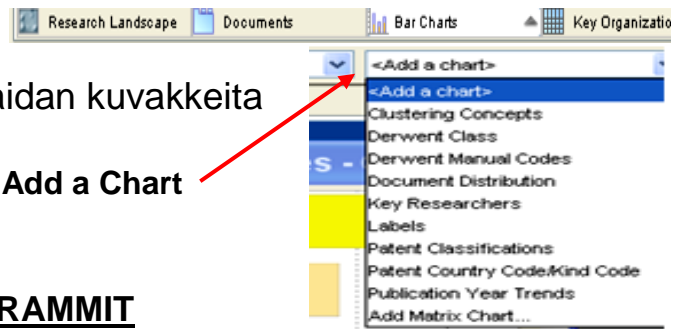 Research Landscape Documents Bar Charts Key Organizatio
<Add a chart>
aidan kuvakkeita
<Add a chart>
Clustering Concepts
Derwent Class
Derwent Manual Codes
s -
Add a Chart
Document Distribution
Key Researchers
Labels
Patent Classifications
Patent Country Code/Kind Code
RAMMIT
Publication Year Trends
Add Matrix Chart...